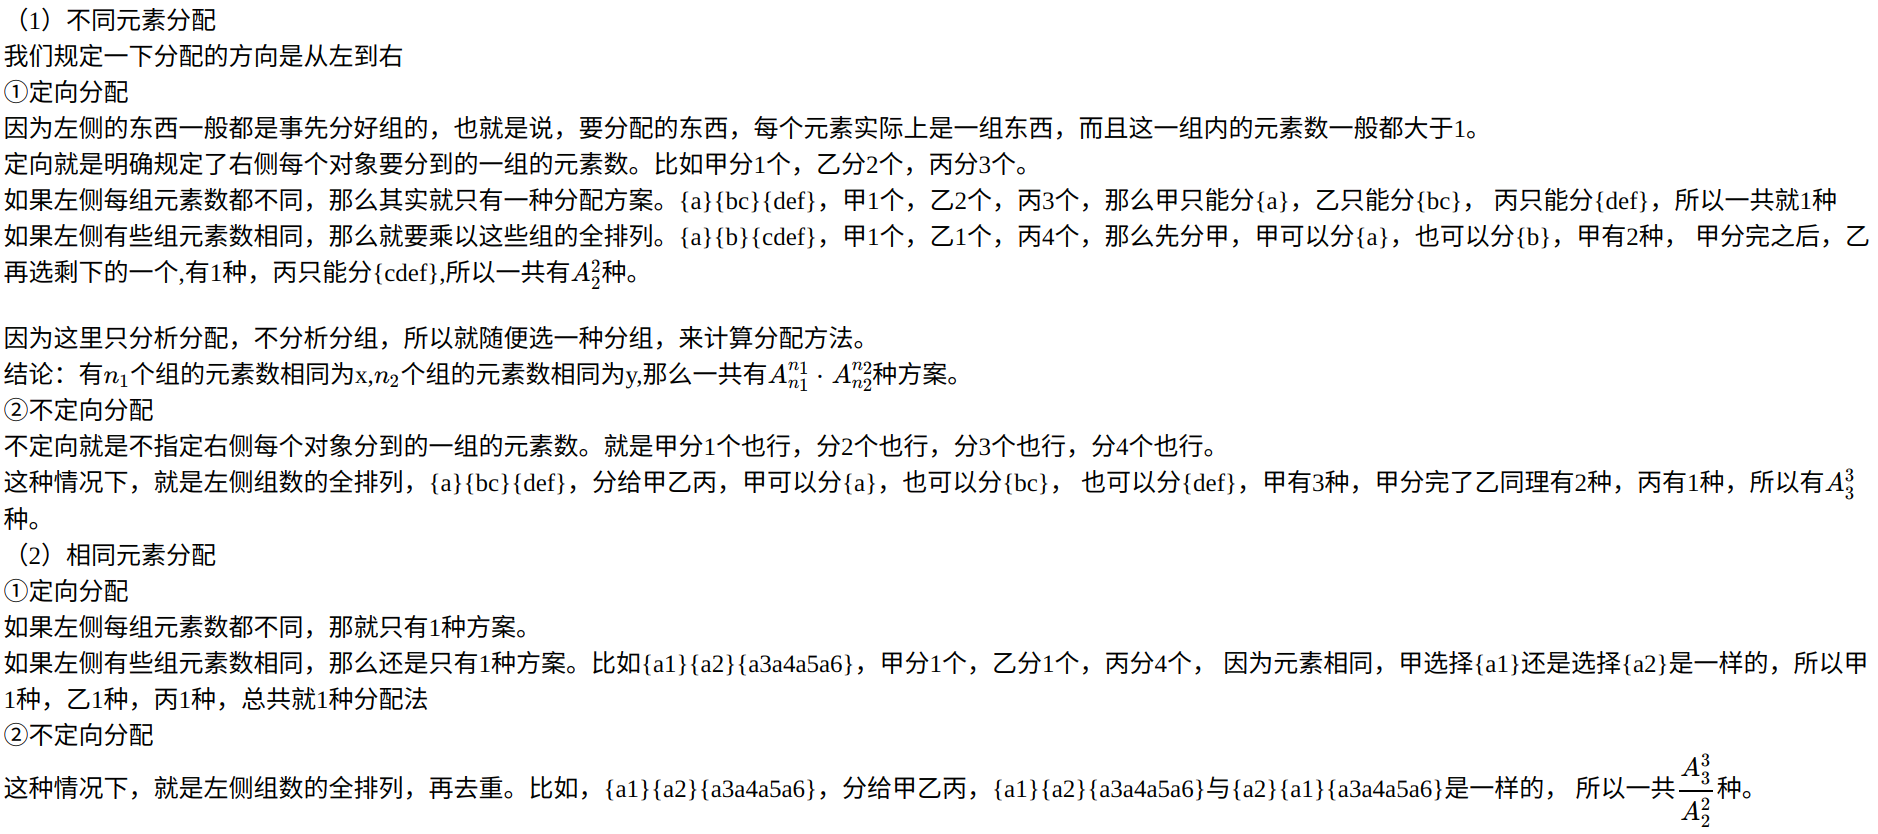 （1）不同元素分配
我们规定一下分配的方向是从左到右
①定向分配
因为左侧的东西一般都是事先分好组的，也就是说，要分配的东西，每个元素实际上是一组东西，而且这一组内的元素数一般都大于1。
定向就是明确规定了右侧每个对象要分到的一组的元素数。比如甲分1个，乙分2个，丙分3个。
如果左侧每组元素数都不同，那么其实就只有一种分配方案。{a}{bc}{def}，甲1个，乙2个，丙3个，那么甲只能分{a}，乙只能分{bc}， 丙只能分{def}，所以一共就1种
如果左侧有些组元素数相同，那么就要乘以这些组的全排列。{a}{b}{cdef}，甲1个，乙1个，丙4个，那么先分甲，甲可以分{a}，也可以分{b}，甲有2种， 甲分完之后，乙
再选剩下的一个,有1种，丙只能分{cdef},所以一共有$A_2^2$种。
因为这里只分析分配，不分析分组，所以就随便选一种分组，来计算分配方法。
结论：有$n_1$个组的元素数相同为x,$n_2$个组的元素数相同为y,那么一共有$A_{n1}^{n1} \cdot A_{n2}^{n2}$种方案。
②不定向分配
不定向就是不指定右侧每个对象分到的一组的元素数。就是甲分1个也行，分2个也行，分3个也行，分4个也行。
这种情况下，就是左侧组数的全排列，{a}{bc}{def}，分给甲乙丙，甲可以分{a}，也可以分{bc}， 也可以分{def}，甲有3种，甲分完了乙同理有2种，丙有1种，所以有$A_3^3$
种。
（2）相同元素分配
①定向分配
如果左侧每组元素数都不同，那就只有1种方案。
如果左侧有些组元素数相同，那么还是只有1种方案。比如{a1}{a2}{a3a4a5a6}，甲分1个，乙分1个，丙分4个， 因为元素相同，甲选择{a1}还是选择{a2}是一样的，所以甲
1种，乙1种，丙1种，总共就1种分配法
②不定向分配
这种情况下，就是左侧组数的全排列，再去重。比如，{a1}{a2}{a3a4a5a6}，分给甲乙丙，{a1}{a2}{a3a4a5a6}与{a2}{a1}{a3a4a5a6}是一样的， 所以一共$\frac{A_3^3}{A_2^2}$种。